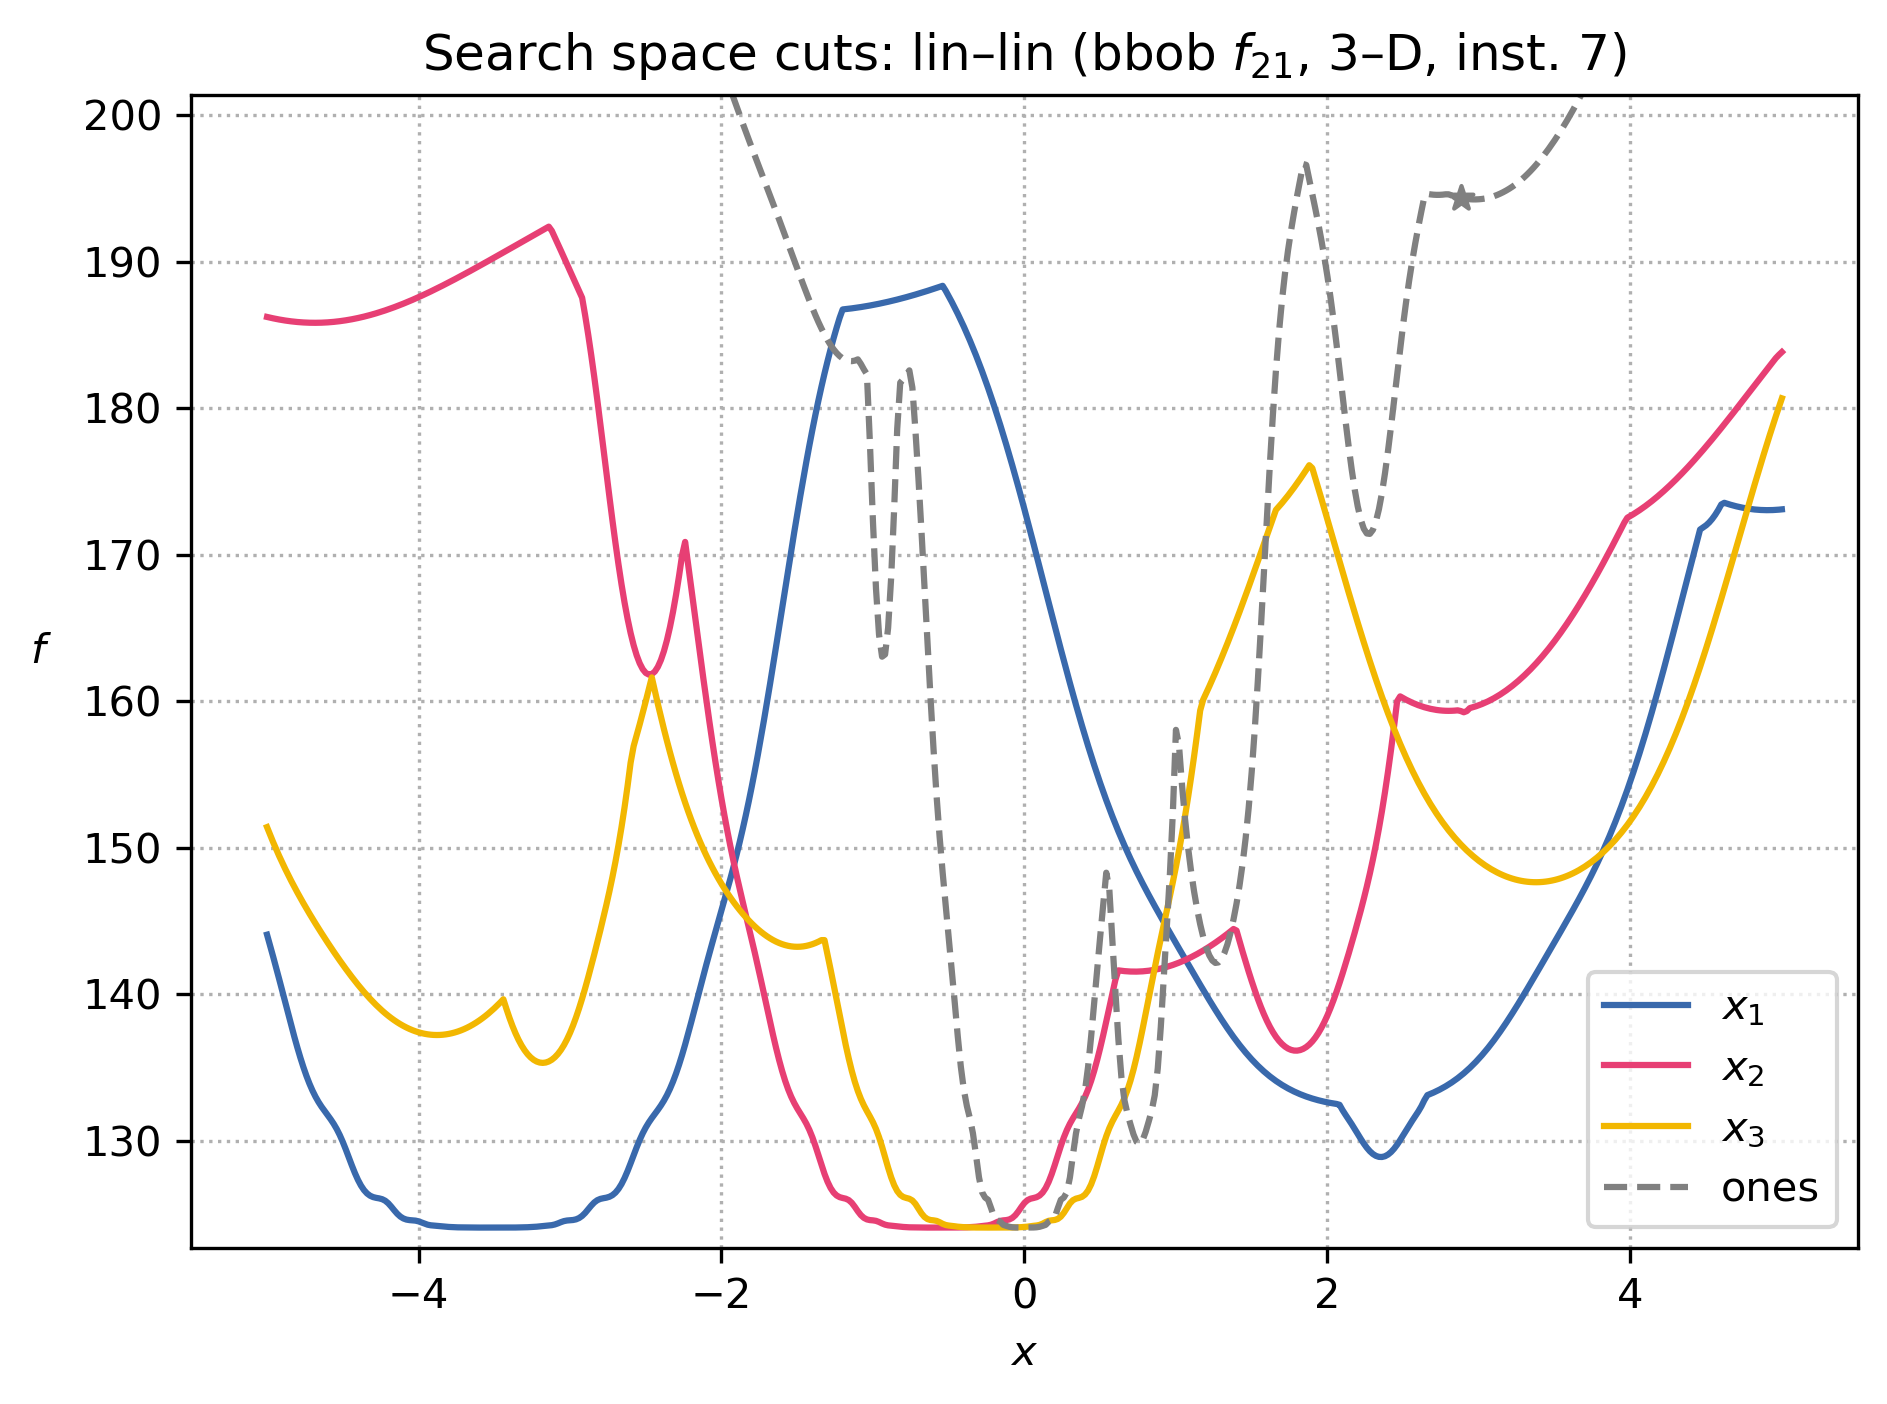 Search space cuts: lin–lin (bbob f21, 3–D, inst. 7)
200
190
180
170
160
150
140
130
f
−4
−2
0
2
4
x
x1
x2
x3
ones